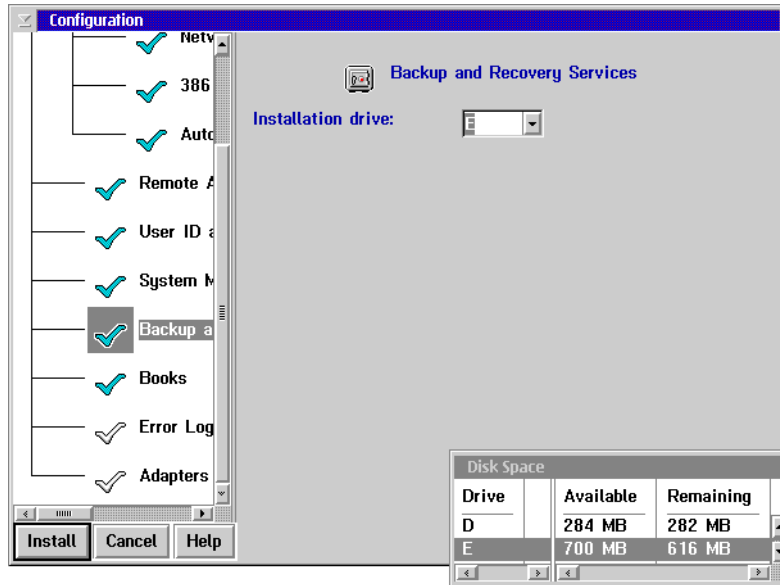 Configuration
Netw
386
Auto
Remote A
User ID a
System M
Backup a
Books
Error Log
Adapters
Install Cancel Help
Backup and Recovery Services
Installation drive: E
Disk Space
Drive Available Remaining
D 284 MB 282 MB
E 700 MB 616 MB